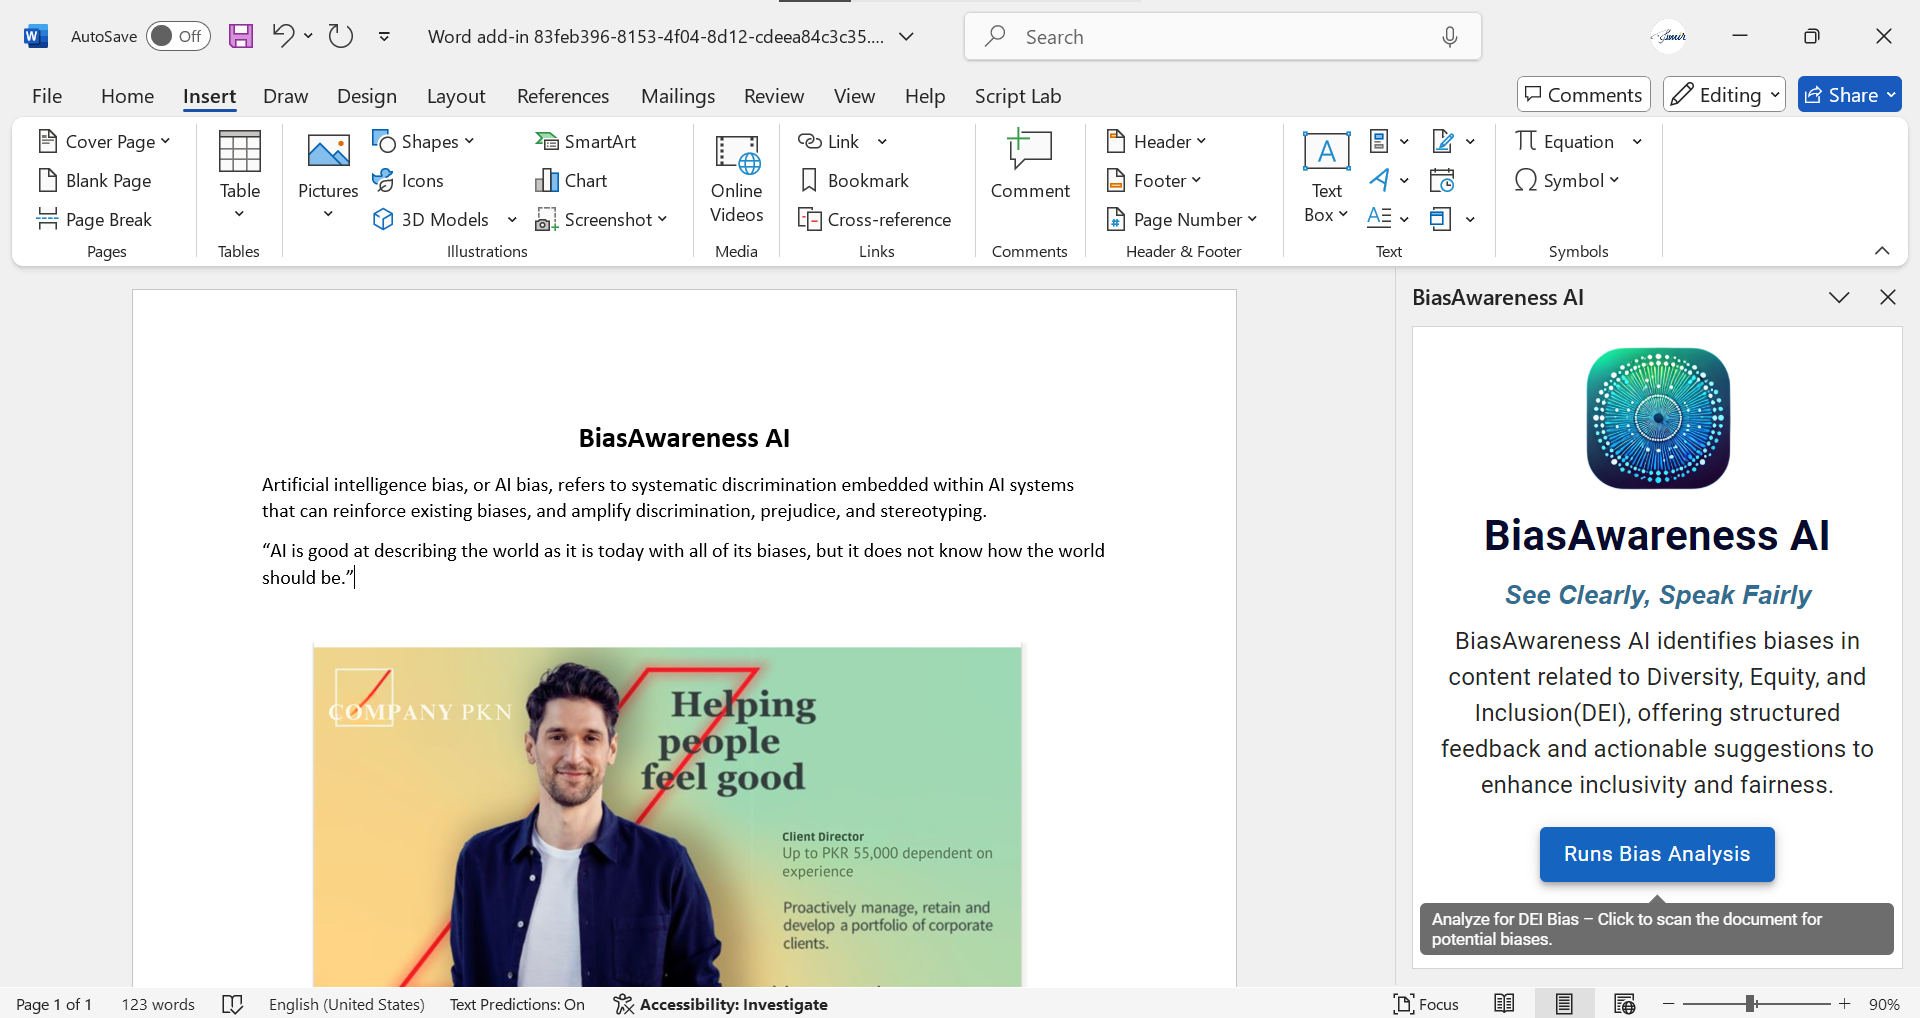 AutoSave Off
Word add-in 83feb396-8153-4f04-8d12-cdeea84c3c35....
Search
File Home Insert Draw Design Layout References Mailings Review View Help Script Lab
Comments Editing Share
Cover Page
Blank Page
Page Break
Pages
Table
Tables
Pictures
Shapes
Icons
3D Models
SmartArt
Chart
Screenshot
Illustrations
Online
Videos
Media
Link
Bookmark
Cross-reference
Links
Comment
Comments
Header
Footer
Page Number
Header & Footer
Text
Box
Text
Equation
Symbol
Symbols
BiasAwareness AI
Artificial intelligence bias, or AI bias, refers to systematic discrimination embedded within AI systems
that can reinforce existing biases, and amplify discrimination, prejudice, and stereotyping.
“AI is good at describing the world as it is today with all of its biases, but it does not know how the world
should be.”
COMPANY PKN
Helping
people
feel good
Client Director
Up to PKR 55,000 dependent on
experience
Proactively manage, retain and
develop a portfolio of corporate
clients.
BiasAwareness AI
BiasAwareness AI
See Clearly, Speak Fairly
BiasAwareness AI identifies biases in
content related to Diversity, Equity, and
Inclusion(DEI), offering structured
feedback and actionable suggestions to
enhance inclusivity and fairness.
Runs Bias Analysis
Analyze for DEI Bias – Click to scan the document for
potential biases.
Page 1 of 1 123 words English (United States) Text Predictions: On Accessibility: Investigate Focus 90%